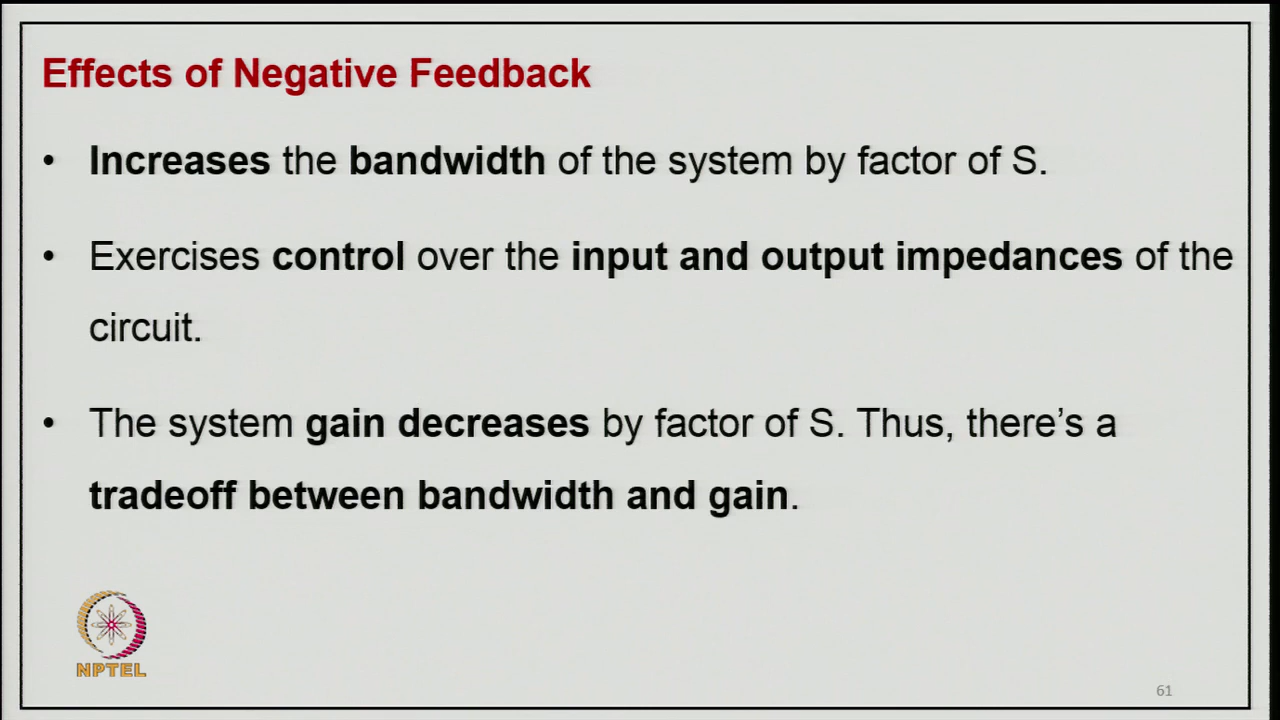 Effects of Negative Feedback
• Increases the bandwidth of the system by factor of S.
• Exercises control over the input and output impedances of the
circuit.
• The system gain decreases by factor of S. Thus, there’s a
tradeoff between bandwidth and gain.
NPTEL
61